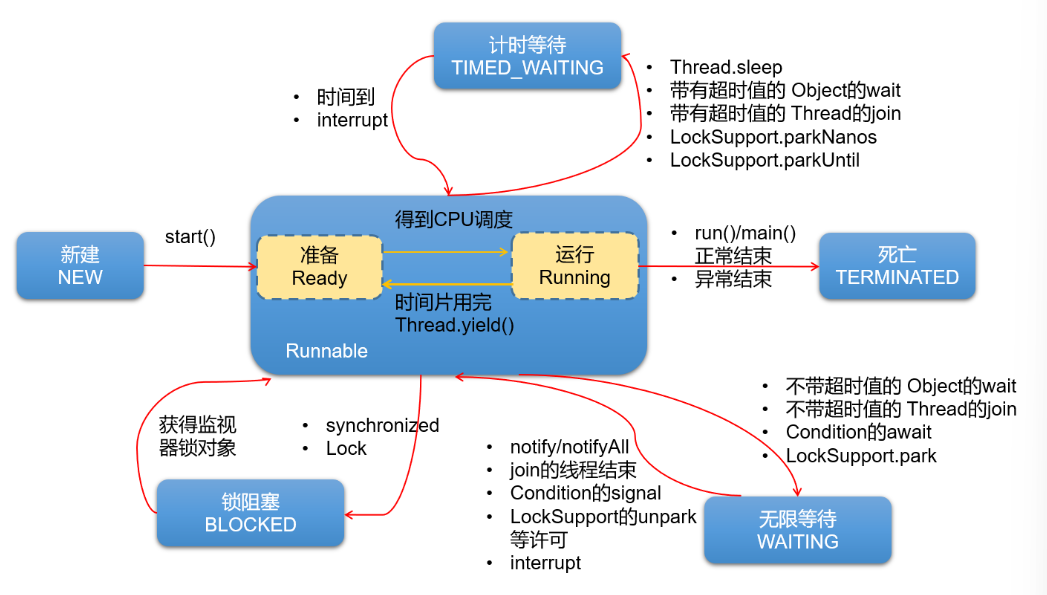 计时等待
TIMED_WAITING
• 时间到
• interrupt
• Thread.sleep
• 带有超时值的 Object的wait
• 带有超时值的 Thread的join
• LockSupport.parkNanos
• LockSupport.parkUntil
新建
NEW
start()
得到CPU调度
准备
Ready
运行
Running
时间片用完
Thread.yield()
Runnable
• run()/main()
正常结束
• 异常结束
死亡
TERMINATED
获得监视
器锁对象
• synchronized
• Lock
锁阻塞
BLOCKED
• notify/notifyAll
• join的线程结束
• Condition的signal
• LockSupport的unpark
等许可
• interrupt
• 不带超时值的 Object的wait
• 不带超时值的 Thread的join
• Condition的await
• LockSupport.park
无限等待
WAITING